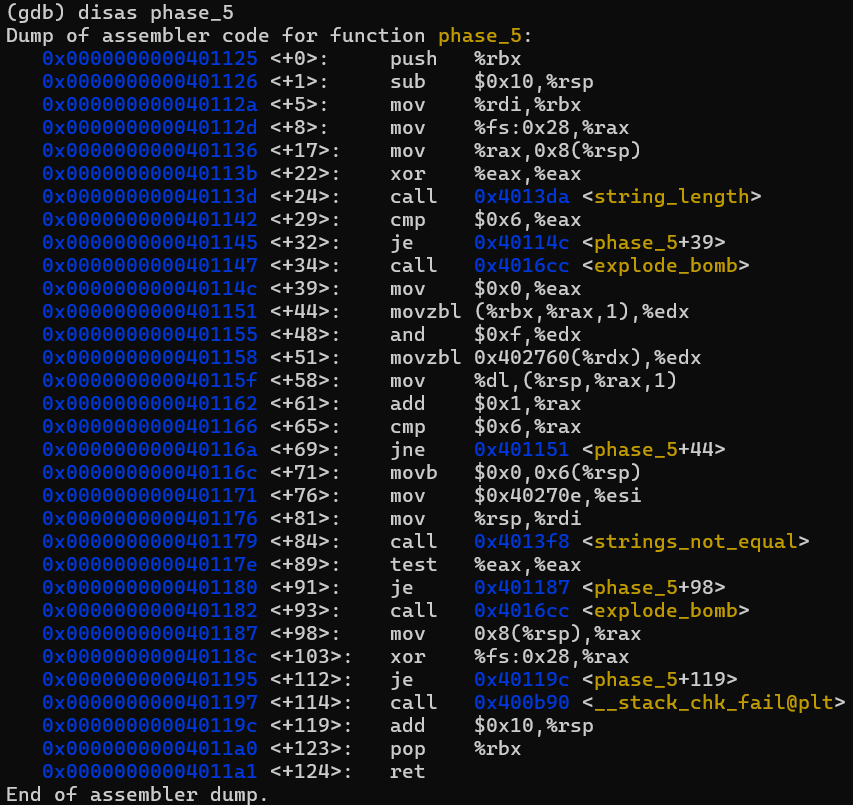 (gdb) disas phase_5
Dump of assembler code for function phase_5:
   0x0000000000401125 <+0>:     push   %rbx
   0x0000000000401126 <+1>:     sub    $0x10,%rsp
   0x000000000040112a <+5>:     mov    %rdi,%rbx
   0x000000000040112d <+8>:     mov    %fs:0x28,%rax
   0x0000000000401136 <+17>:    mov    %rax,0x8(%rsp)
   0x000000000040113b <+22>:    xor    %eax,%eax
   0x000000000040113d <+24>:    call   0x4013da <string_length>
   0x0000000000401142 <+29>:    cmp    $0x6,%eax
   0x0000000000401145 <+32>:    je     0x40114c <phase_5+39>
   0x0000000000401147 <+34>:    call   0x4016cc <explode_bomb>
   0x000000000040114c <+39>:    mov    $0x0,%eax
   0x0000000000401151 <+44>:    movzbl (%rbx,%rax,1),%edx
   0x0000000000401155 <+48>:    and    $0xf,%edx
   0x0000000000401158 <+51>:    movzbl 0x402760(%rdx),%edx
   0x000000000040115f <+58>:    mov    %dl,(%rsp,%rax,1)
   0x0000000000401162 <+61>:    add    $0x1,%rax
   0x0000000000401166 <+65>:    cmp    $0x6,%rax
   0x000000000040116a <+69>:    jne    0x401151 <phase_5+44>
   0x000000000040116c <+71>:    movb   $0x0,0x6(%rsp)
   0x0000000000401171 <+76>:    mov    $0x40270e,%esi
   0x0000000000401176 <+81>:    mov    %rsp,%rdi
   0x0000000000401179 <+84>:    call   0x4013f8 <strings_not_equal>
   0x000000000040117e <+89>:    test   %eax,%eax
   0x0000000000401180 <+91>:    je     0x401187 <phase_5+98>
   0x0000000000401182 <+93>:    call   0x4016cc <explode_bomb>
   0x0000000000401187 <+98>:    mov    0x8(%rsp),%rax
   0x000000000040118c <+103>:   xor    %fs:0x28,%rax
   0x0000000000401195 <+112>:   je     0x40119c <phase_5+119>
   0x0000000000401197 <+114>:   call   0x400b90 <__stack_chk_fail@plt>
   0x000000000040119c <+119>:   add    $0x10,%rsp
   0x00000000004011a0 <+123>:   pop    %rbx
   0x00000000004011a1 <+124>:   ret
End of assembler dump.